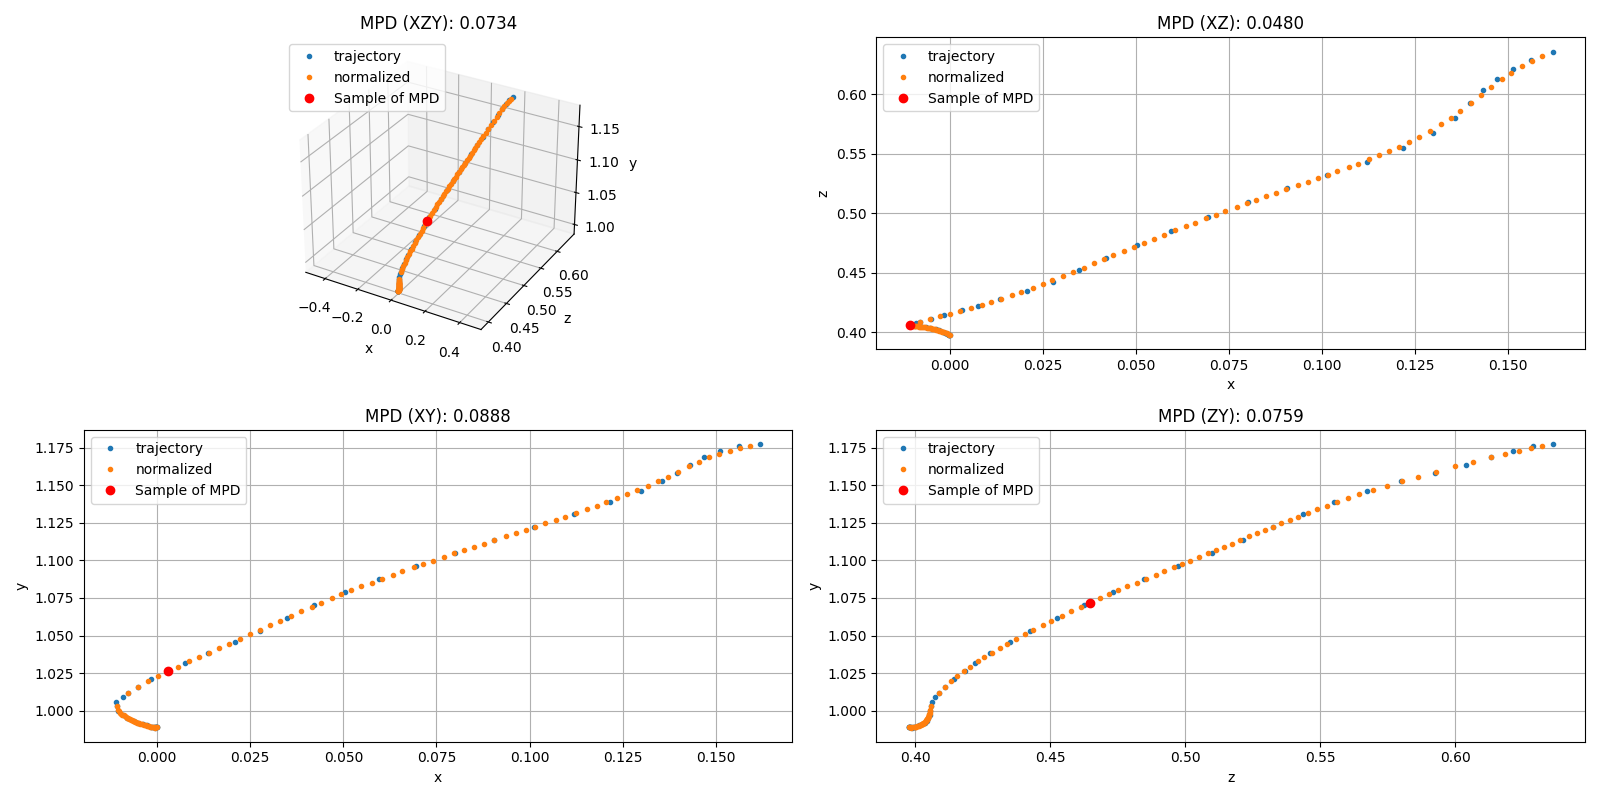 MPD (XZY): 0.0734
trajectory
normalized
Sample of MPD
1.15
1.10
1.05
1.00
y
−0.4
−0.2
0.0
0.2
0.4
x
0.40
0.45
0.50
0.55
0.60
z
MPD (XZ): 0.0480
trajectory
normalized
Sample of MPD
0.60
0.55
0.50
0.45
0.40
z
0.000 0.025 0.050 0.075 0.100 0.125 0.150
x
MPD (XY): 0.0888
trajectory
normalized
Sample of MPD
1.175
1.150
1.125
1.100
1.075
1.050
1.025
1.000
y
0.000 0.025 0.050 0.075 0.100 0.125 0.150
x
MPD (ZY): 0.0759
trajectory
normalized
Sample of MPD
1.175
1.150
1.125
1.100
1.075
1.050
1.025
1.000
y
0.40 0.45 0.50 0.55 0.60
z